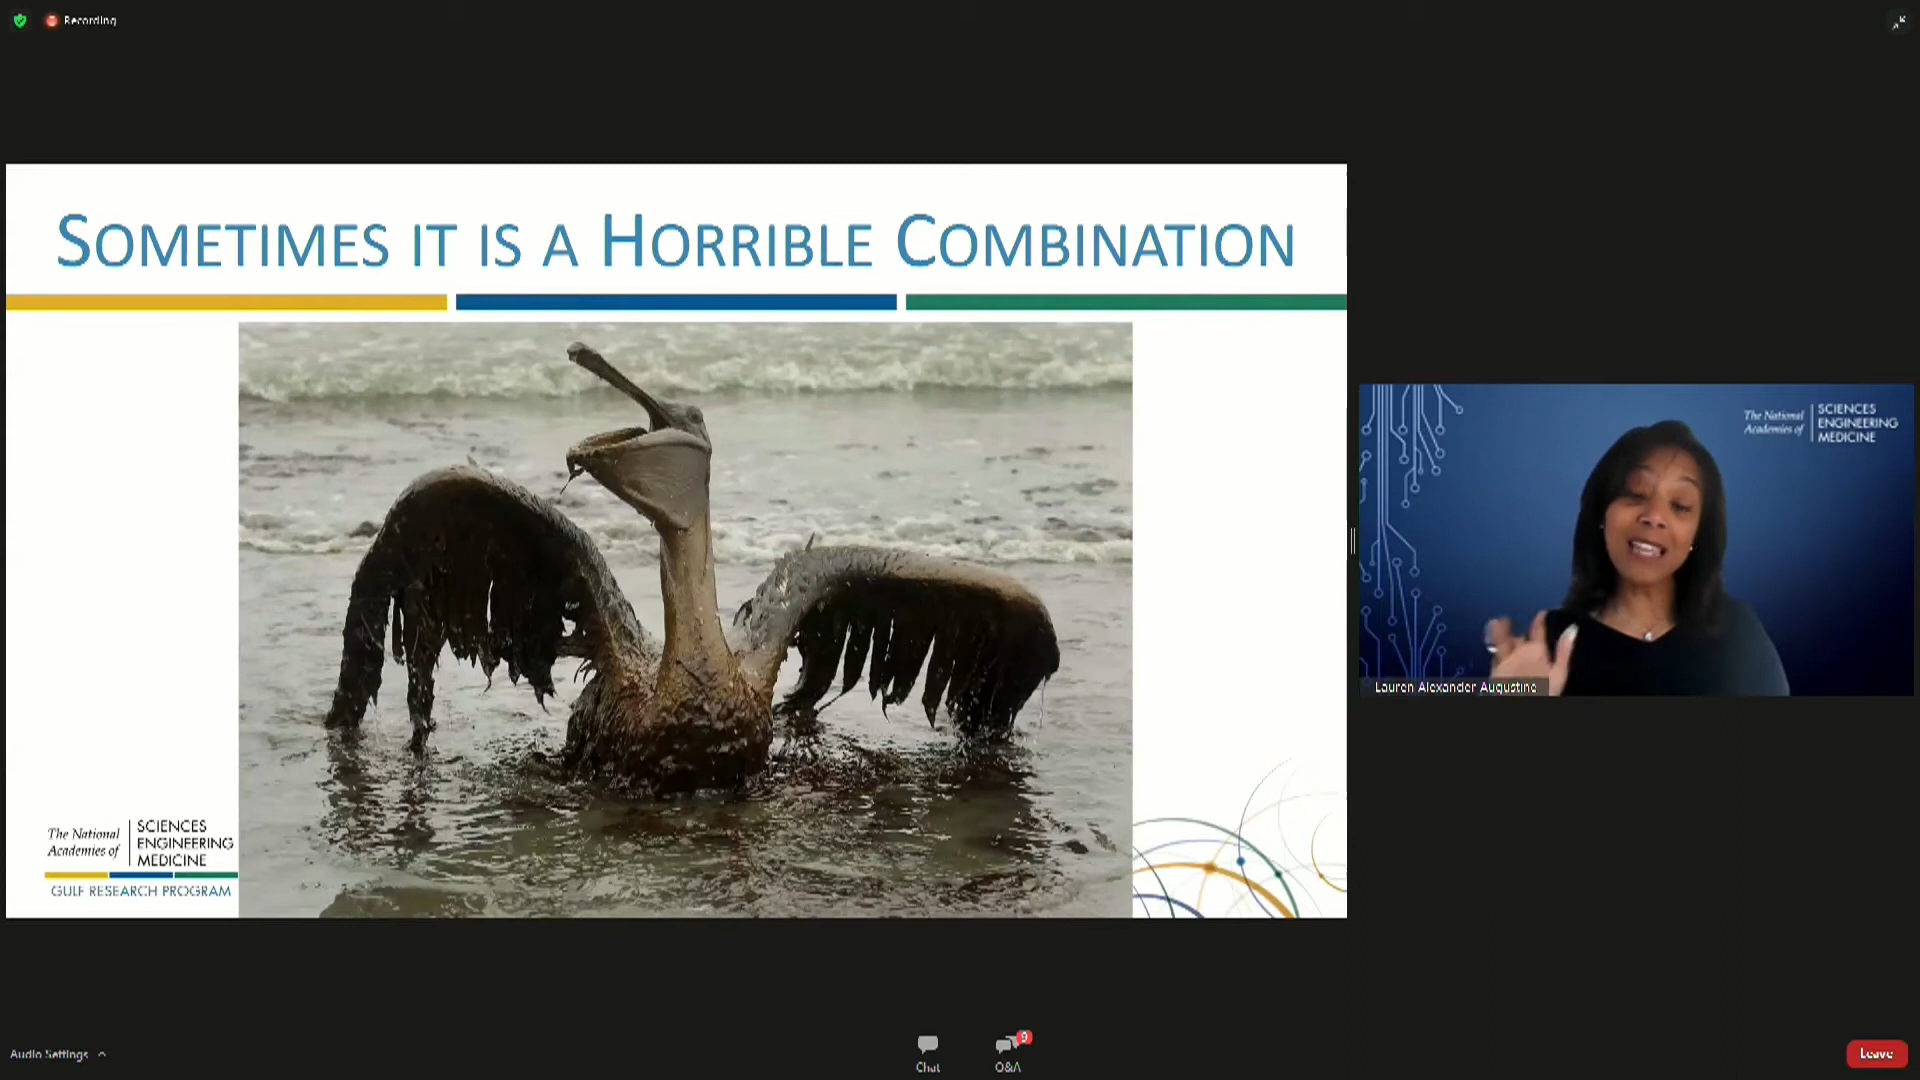 Recording
SOMETIMES IT IS A HORRIBLE COMBINATION
The National
Academies of
SCIENCES
ENGINEERING
MEDICINE
GULF RESEARCH PROGRAM
The National
Academies of
SCIENCES
ENGINEERING
MEDICINE
Lauren Alexander Augustine
Audio Settings
Chat
9
Q&A
Leave